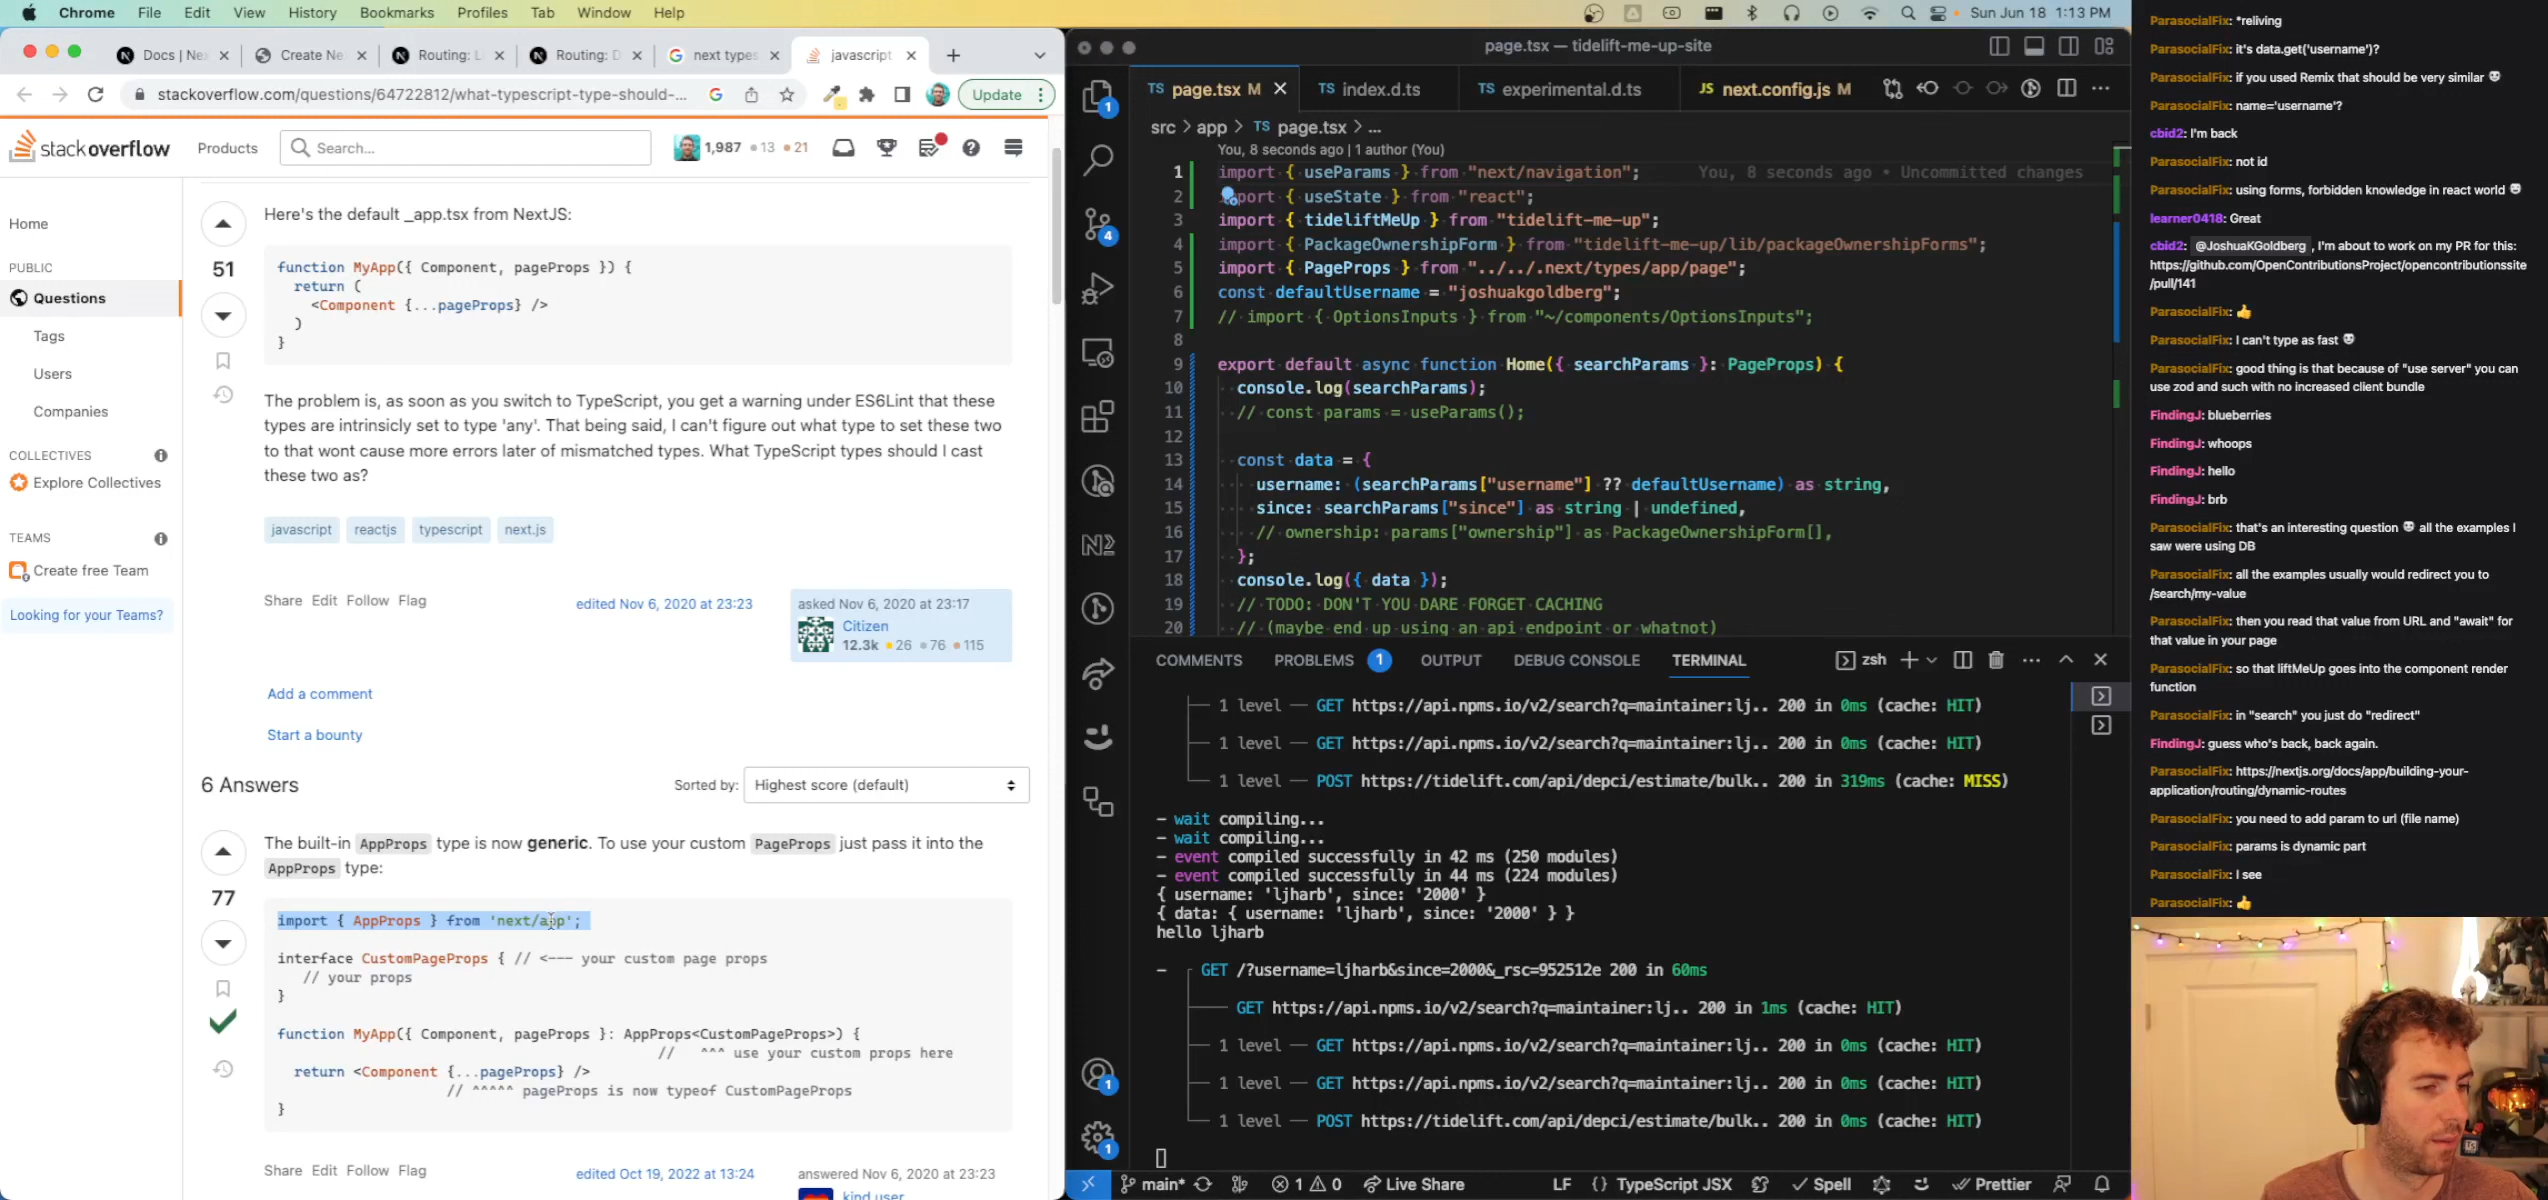 Chrome File Edit View History Bookmarks Profiles Tab Window Help Sun Jun 18 1:13 PM
Docs | Nex
Create Ne
Routing: L
Routing: D
next types
javascript
stackoverflow.com/questions/64722812/what-typescript-type-should-...
Update
stackoverflow
Products
Search...
1,987 13 21
Home
PUBLIC
Questions
Tags
Users
Companies
COLLECTIVES
Explore Collectives
TEAMS
Create free Team
Looking for your Teams?
Here's the default _app.tsx from NextJS:
51
function MyApp({ Component, pageProps }) {
return (
<Component {...pageProps} />
)
}
The problem is, as soon as you switch to TypeScript, you get a warning under ES6Lint that these
types are intrinsicly set to type 'any'. That being said, I can't figure out what type to set these two
to that wont cause more errors later of mismatched types. What TypeScript types should I cast
these two as?
javascript reactjs typescript next.js
Share Edit Follow Flag
edited Nov 6, 2020 at 23:23
asked Nov 6, 2020 at 23:17
Citizen
12.3k 26 76 115
Add a comment
Start a bounty
6 Answers
Sorted by: Highest score (default)
The built-in AppProps type is now generic. To use your custom PageProps just pass it into the
AppProps type:
77
import { AppProps } from 'next/app';
interface CustomPageProps { // <--- your custom page props
// your props
}
function MyApp({ Component, pageProps }: AppProps<CustomPageProps>) {
// ^^^ use your custom props here
return <Component {...pageProps} />
// ^^^^^ pageProps is now typeof CustomPageProps
}
Share Edit Follow Flag
edited Oct 19, 2022 at 13:24
answered Nov 6, 2020 at 23:23
kind user
page.tsx — tidelift-me-up-site
TS page.tsx M
TS index.d.ts
TS experimental.d.ts
JS next.config.js M
src > app > TS page.tsx > ...
You, 8 seconds ago | 1 author (You)
1 import { useParams } from "next/navigation"; You, 8 seconds ago • Uncommitted changes
2 import { useState } from "react";
3 import { tideliftMeUp } from "tidelift-me-up";
4 import { PackageOwnershipForm } from "tidelift-me-up/lib/packageOwnershipForms";
5 import { PageProps } from "../../.next/types/app/page";
6 const defaultUsername = "joshuakgoldberg";
7 // import { OptionsInputs } from "~/components/OptionsInputs";
8
9 export default async function Home({ searchParams }: PageProps) {
10 console.log(searchParams);
11 // const params = useParams();
12
13 const data = {
14 username: (searchParams["username"] ?? defaultUsername) as string,
15 since: searchParams["since"] as string | undefined,
16 // ownership: params["ownership"] as PackageOwnershipForm[],
17 };
18 console.log({ data });
19 // TODO: DON'T YOU DARE FORGET CACHING
20 // (maybe end up using an api endpoint or whatnot)
COMMENTS PROBLEMS 1 OUTPUT DEBUG CONSOLE TERMINAL zsh
1 level — GET https://api.npms.io/v2/search?q=maintainer:lj.. 200 in 0ms (cache: HIT)
1 level — GET https://api.npms.io/v2/search?q=maintainer:lj.. 200 in 0ms (cache: HIT)
1 level — POST https://tidelift.com/api/depci/estimate/bulk.. 200 in 319ms (cache: MISS)
- wait compiling...
- wait compiling...
- event compiled successfully in 42 ms (250 modules)
- event compiled successfully in 44 ms (224 modules)
{ username: 'ljharb', since: '2000' }
{ data: { username: 'ljharb', since: '2000' } }
hello ljharb
- GET /?username=ljharb&since=2000&_rsc=952512e 200 in 60ms
GET https://api.npms.io/v2/search?q=maintainer:lj.. 200 in 1ms (cache: HIT)
1 level — GET https://api.npms.io/v2/search?q=maintainer:lj.. 200 in 0ms (cache: HIT)
1 level — GET https://api.npms.io/v2/search?q=maintainer:lj.. 200 in 0ms (cache: HIT)
1 level — POST https://tidelift.com/api/depci/estimate/bulk.. 200 in 0ms (cache: HIT)
main* 1 0 Live Share LF {} TypeScript JSX Spell Prettier
ParasocialFix: *reliving
ParasocialFix: it's data.get('username')?
ParasocialFix: if you used Remix that should be very similar
ParasocialFix: name='username'?
cbid2: I'm back
ParasocialFix: not id
ParasocialFix: using forms, forbidden knowledge in react world
learner0418: Great
cbid2: @JoshuaKGoldberg , I'm about to work on my PR for this:
https://github.com/OpenContributionsProject/opencontributionssite
/pull/141
ParasocialFix: 👍
ParasocialFix: I can't type as fast
ParasocialFix: good thing is that because of "use server" you can
use zod and such with no increased client bundle
FindingJ: blueberries
FindingJ: whoops
FindingJ: hello
FindingJ: brb
ParasocialFix: that's an interesting question all the examples I
saw were using DB
ParasocialFix: all the examples usually would redirect you to
/search/my-value
ParasocialFix: then you read that value from URL and "await" for
that value in your page
ParasocialFix: so that liftMeUp goes into the component render
function
ParasocialFix: in "search" you just do "redirect"
FindingJ: guess who's back, back again.
ParasocialFix: https://nextjs.org/docs/app/building-your-
application/routing/dynamic-routes
ParasocialFix: you need to add param to url (file name)
ParasocialFix: params is dynamic part
ParasocialFix: I see
ParasocialFix: 👍